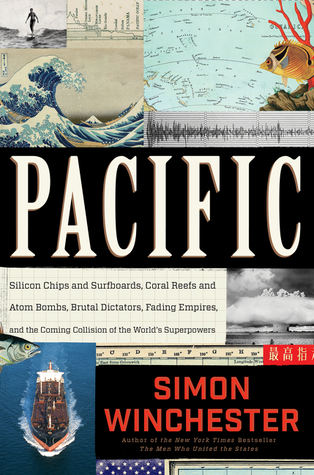 PACIFIC
Silicon Chips and Surfboards, Coral Reefs and
Atom Bombs, Brutal Dictators, Fading Empires,
and the Coming Collision of the World's Superpowers
最高指
SIMON
WINCHESTER
Author of the New York Times Bestseller
The Men Who United the States